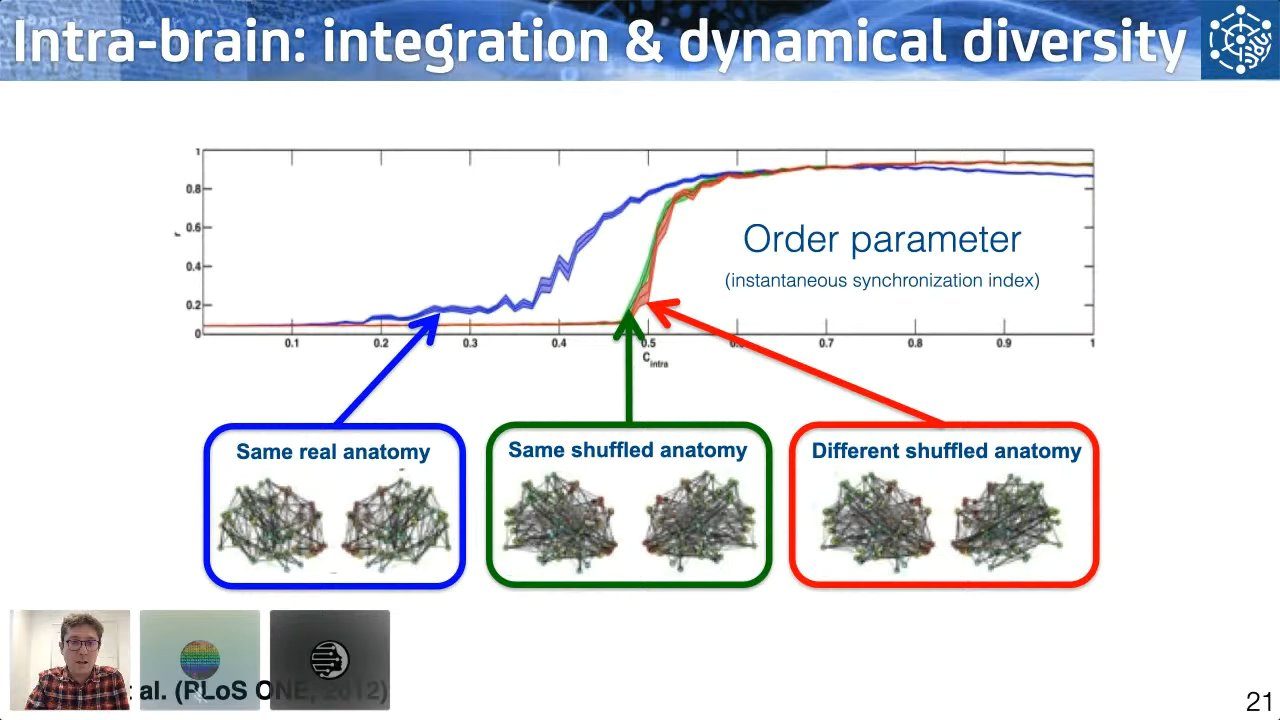 Intra-brain: integration & dynamical diversity
1
0.8
0.6
0.4
0.2
0
r
Order parameter
(instantaneous synchronization index)
0.1 0.2 0.3 0.4 0.5 0.6 0.7 0.8 0.9 1
C intra
Same real anatomy
Same shuffled anatomy
Different shuffled anatomy
al. (PLoS ONE, 2012)
21